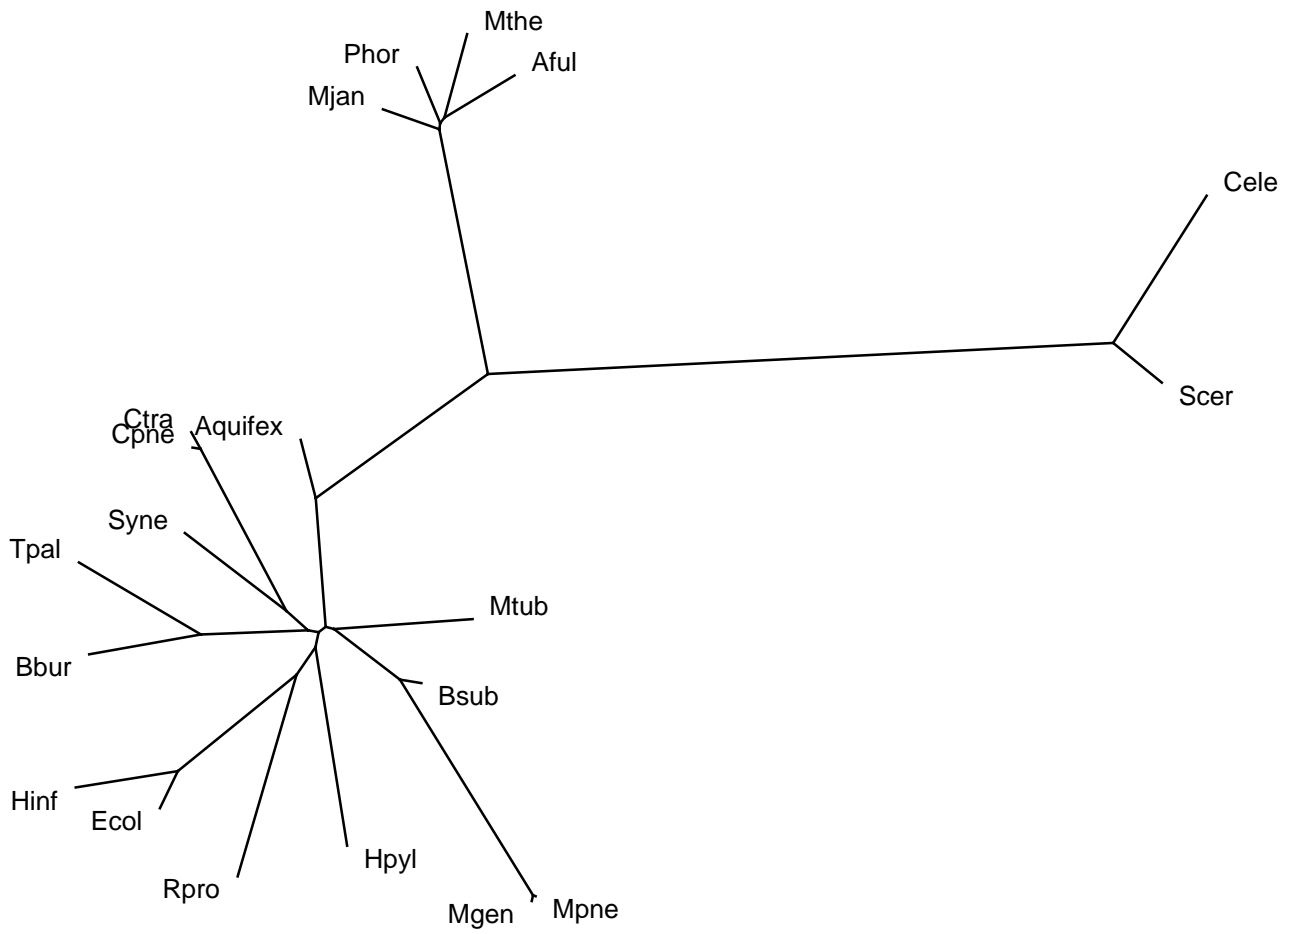 Mthe
Phor
Aful
Mjan
Cele
Scer
Ctra
Aquifex
Cpne
Syne
Tpal
Mtub
Bbur
Bsub
Hinf
Ecol
Hpyl
Rpro
Mgen
Mpne